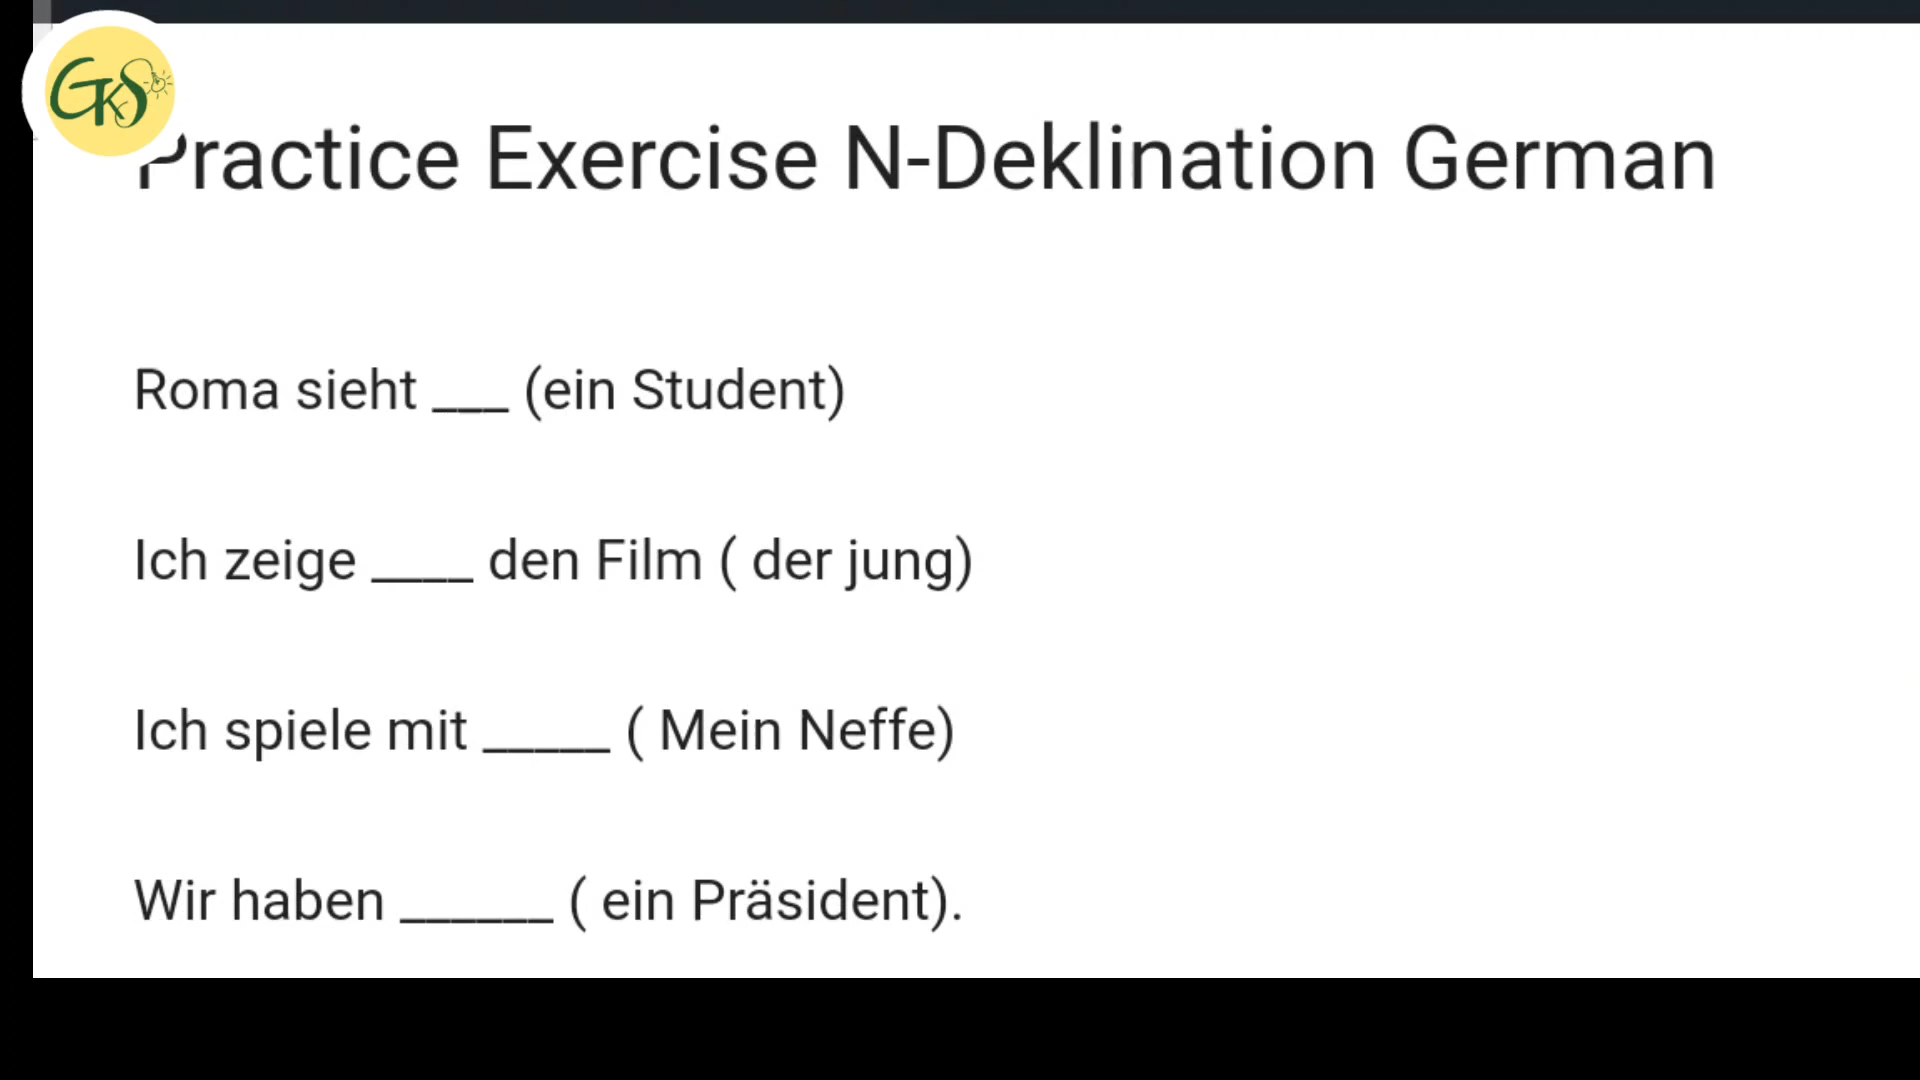 GKS
Practice Exercise N-Deklination German
Roma sieht ___ (ein Student)
Ich zeige ____ den Film ( der jung)
Ich spiele mit _____ ( Mein Neffe)
Wir haben ______ ( ein Präsident).